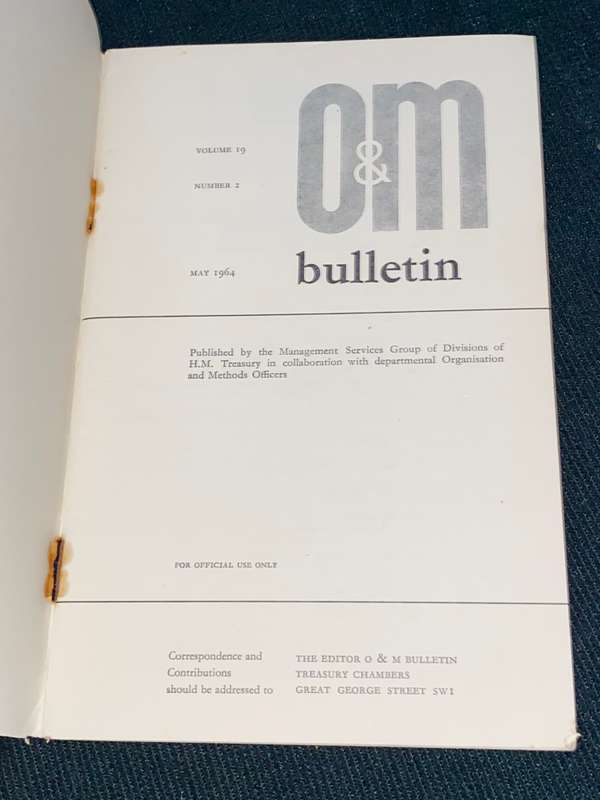 VOLUME 19
NUMBER 2
O&m
bulletin
MAY 1964
Published by the Management Services Group of Divisions of
H.M. Treasury in collaboration with departmental Organisation
and Methods Officers
FOR OFFICIAL USE ONLY
Correspondence and
Contributions
should be addressed to
THE EDITOR O & M BULLETIN
TREASURY CHAMBERS
GREAT GEORGE STREET SW1